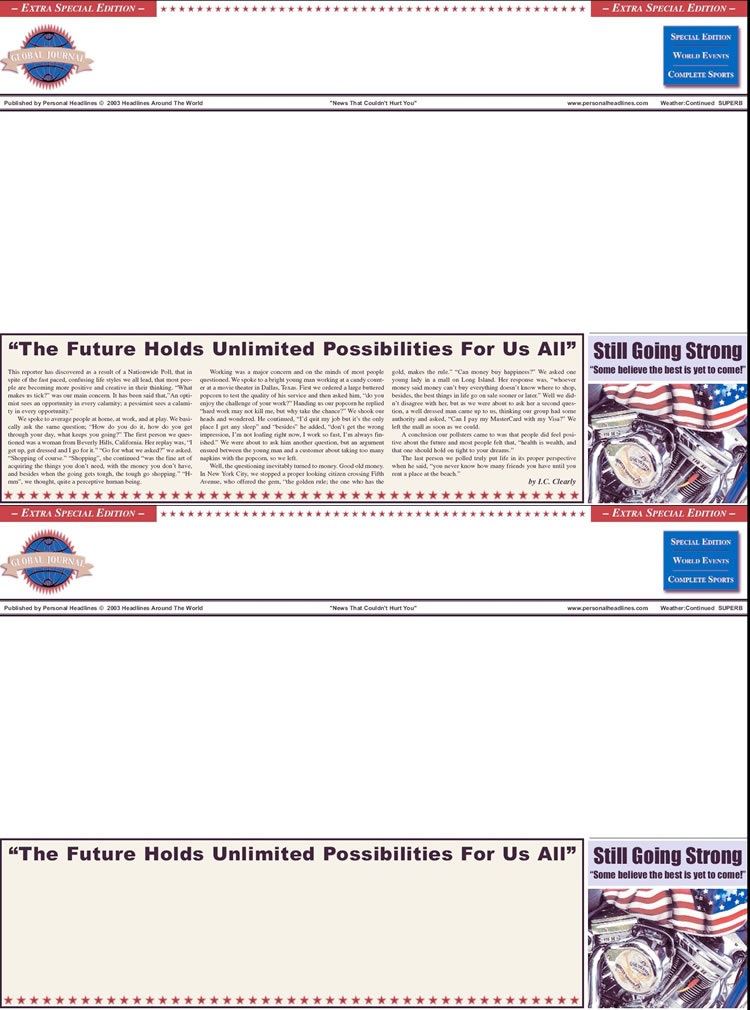 – EXTRA SPECIAL EDITION –
– EXTRA SPECIAL EDITION –
GLOBAL JOURNAL
SPECIAL EDITION
WORLD EVENTS
COMPLETE SPORTS
Published by Personal Headlines © 2003 Headlines Around The World
"News That Couldn't Hurt You"
www.personalheadlines.com
Weather:Continued SUPERB
“The Future Holds Unlimited Possibilities For Us All”
This reporter has discovered as a result of a Nationwide Poll, that in
spite of the fast paced, confusing life styles we all lead, that most peo-
ple are becoming more positive and creative in their thinking. “What
makes us tick?” was our main concern. It has been said that,”An opti-
mist sees an opportunity in every calamity; a pessimist sees a calami-
ty in every opportunity.”
We spoke to average people at home, at work, and at play. We basi-
cally ask the same question; “How do you do it, how do you get
through your day, what keeps you going?” The first person we ques-
tioned was a woman from Beverly Hills, California. Her replay was, “I
get up, get dressed and I go for it.” “Go for what we asked?” we asked.
“Shopping of course.” “Shopping”, she continued “was the fine art of
acquiring the things you don’t need, with the money you don’t have,
and besides when the going gets tough, the tough go shopping.” “H-
mm”, we thought, quite a perceptive human being.
Working was a major concern and on the minds of most people
questioned. We spoke to a bright young man working at a candy count-
er at a movie theater in Dallas, Texas. First we ordered a large buttered
popcorn to test the quality of his service and then asked him, “do you
enjoy the challenge of your work?” Handing us our popcorn he replied
“hard work may not kill me, but why take the chance?” We shook our
heads and wondered. He continued, “I’d quit my job but it’s the only
place I get any sleep” and “besides” he added, “don’t get the wrong
impression, I’m not loafing right now, I work so fast, I’m always fin-
ished.” We were about to ask him another question, but an argument
ensued between the young man and a customer about taking too many
napkins with the popcorn, so we left.
Well, the questioning inevitably turned to money. Good old money.
In New York City, we stopped a proper looking citizen crossing Fifth
Avenue, who offered the gem, “the golden rule; the one who has the
gold, makes the rule.” “Can money buy happiness?” We asked one
young lady in a mall on Long Island. Her response was, “whoever
money said money can’t buy everything doesn’t know where to shop,
besides, the best things in life go on sale sooner or later.” Well we did-
n’t disagree with her, but as we were about to ask her a second ques-
tion, a well dressed man came up to us, thinking our group had some
authority and asked, “Can I pay my MasterCard with my Visa?” We
left the mall as soon as we could.
A conclusion our pollsters came to was that people did feel posi-
tive about the future and most people felt that, “health is wealth, and
that one should hold on tight to your dreams.”
The last person we polled truly put life in its proper perspective
when he said, “you never know how many friends you have until you
rent a place at the beach.”
by I.C. Clearly
Still Going Strong
“Some believe the best is yet to come!”
– EXTRA SPECIAL EDITION –
– EXTRA SPECIAL EDITION –
GLOBAL JOURNAL
SPECIAL EDITION
WORLD EVENTS
COMPLETE SPORTS
Published by Personal Headlines © 2003 Headlines Around The World
"News That Couldn't Hurt You"
www.personalheadlines.com
Weather:Continued SUPERB
“The Future Holds Unlimited Possibilities For Us All”
Still Going Strong
“Some believe the best is yet to come!”